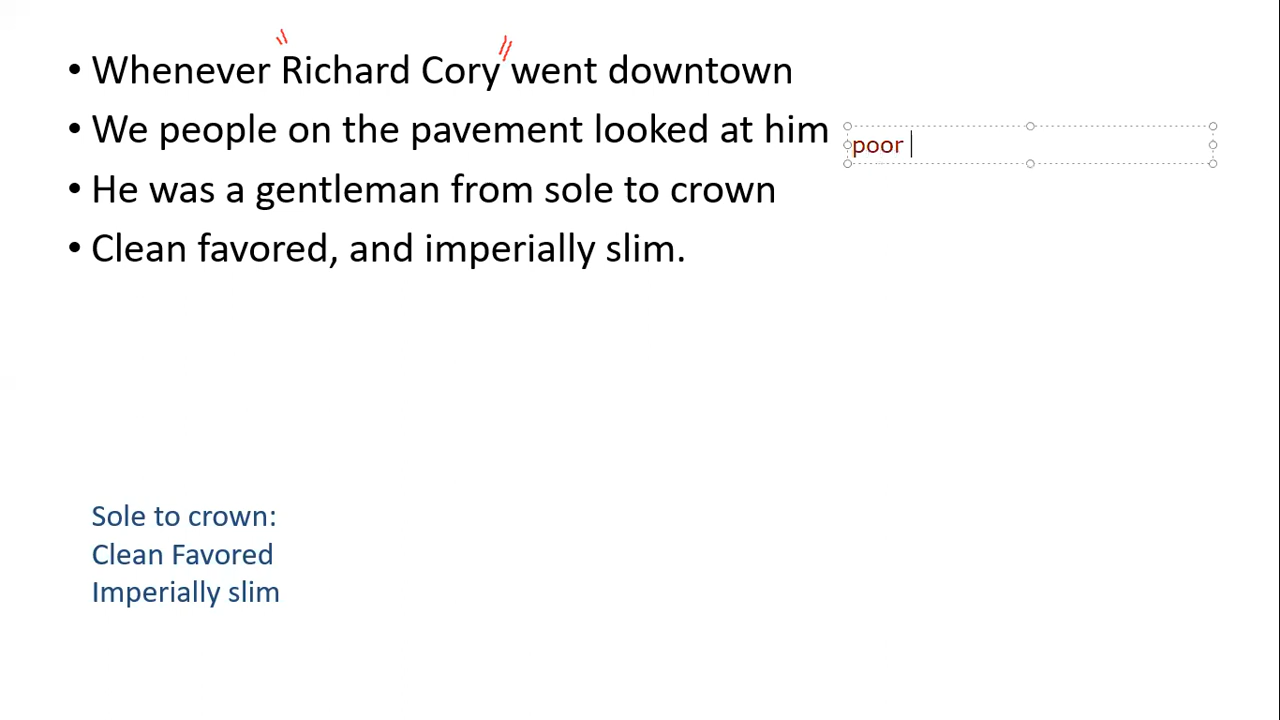 • Whenever Richard Cory went downtown
• We people on the pavement looked at him
poor
• He was a gentleman from sole to crown
• Clean favored, and imperially slim.
Sole to crown:
Clean Favored
Imperially slim